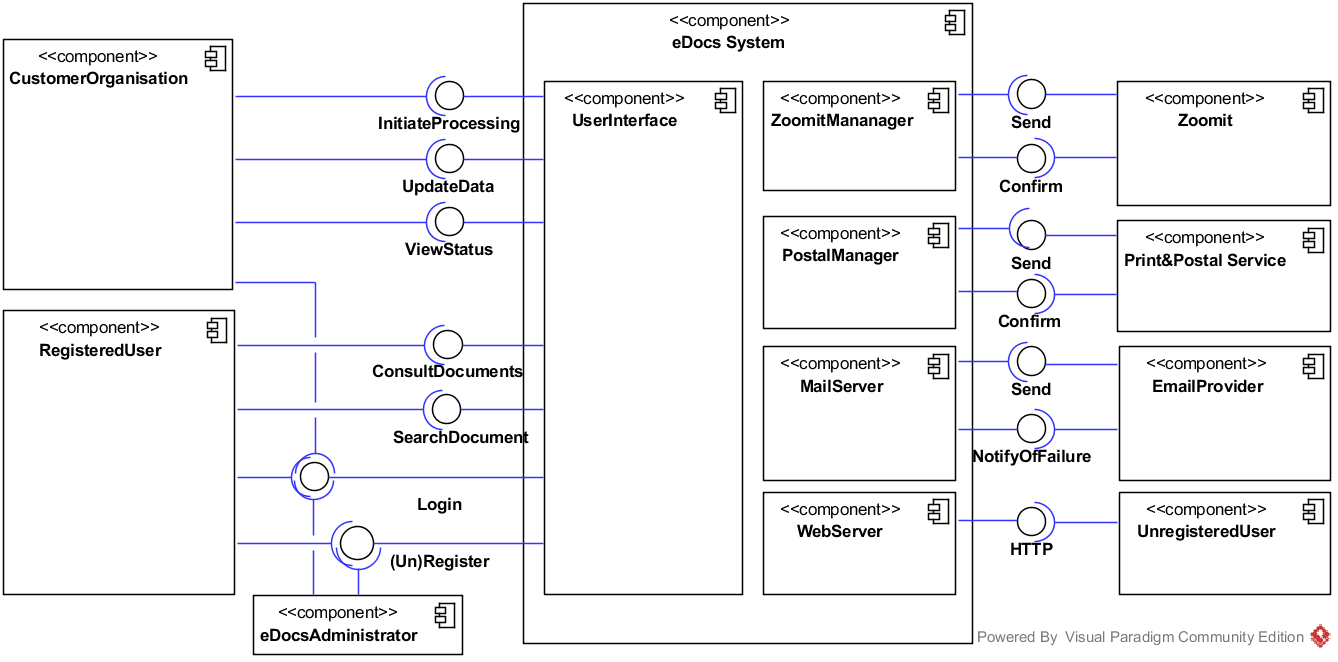 <<component>>
eDocs System
<<component>>
CustomerOrganisation
<<component>>
UserInterface
<<component>>
ZoomitMananager
<<component>>
Zoomit
InitiateProcessing
Send
UpdateData
Confirm
ViewStatus
<<component>>
PostalManager
<<component>>
Print&Postal Service
Send
Confirm
<<component>>
RegisteredUser
ConsultDocuments
<<component>>
MailServer
<<component>>
EmailProvider
Send
SearchDocument
NotifyOfFailure
Login
<<component>>
WebServer
<<component>>
UnregisteredUser
HTTP
(Un)Register
<<component>>
eDocsAdministrator
Powered By Visual Paradigm Community Edition